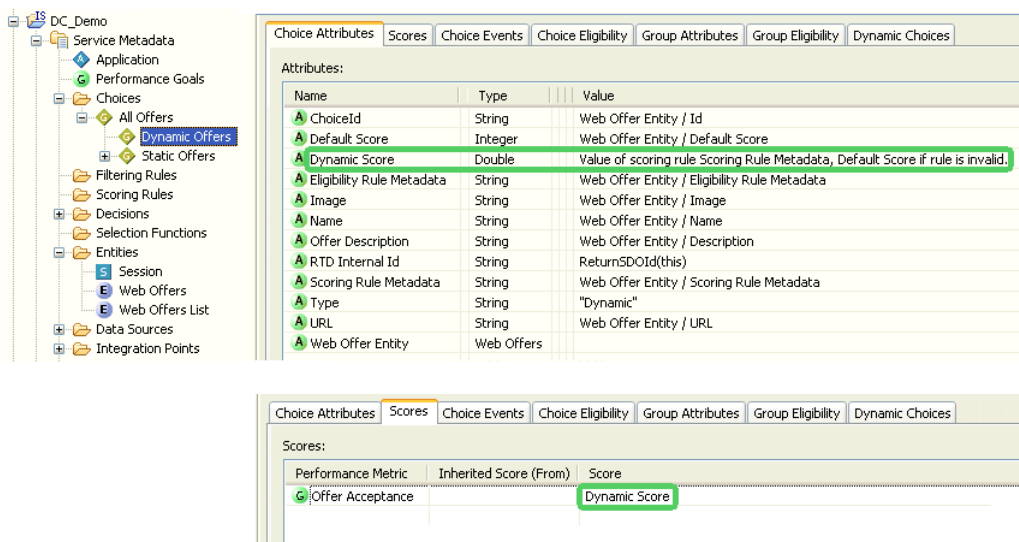 DC_Demo
Service Metadata
Application
Performance Goals
Choices
All Offers
Dynamic Offers
Static Offers
Filtering Rules
Scoring Rules
Decisions
Selection Functions
Entities
Session
Web Offers
Web Offers List
Data Sources
Integration Points
Choice Attributes Scores Choice Events Choice Eligibility Group Attributes Group Eligibility Dynamic Choices
Attributes:
Name Type Value
ChoiceId String Web Offer Entity / Id
Default Score Integer Web Offer Entity / Default Score
Dynamic Score Double Value of scoring rule Scoring Rule Metadata, Default Score if rule is invalid.
Eligibility Rule Metadata String Web Offer Entity / Eligibility Rule Metadata
Image String Web Offer Entity / Image
Name String Web Offer Entity / Name
Offer Description String Web Offer Entity / Description
RTD Internal Id String ReturnSDOId(this)
Scoring Rule Metadata String Web Offer Entity / Scoring Rule Metadata
Type String "Dynamic"
URL String Web Offer Entity / URL
Web Offer Entity Web Offers
Choice Attributes Scores Choice Events Choice Eligibility Group Attributes Group Eligibility Dynamic Choices
Scores:
Performance Metric Inherited Score (From) Score
Offer Acceptance Dynamic Score